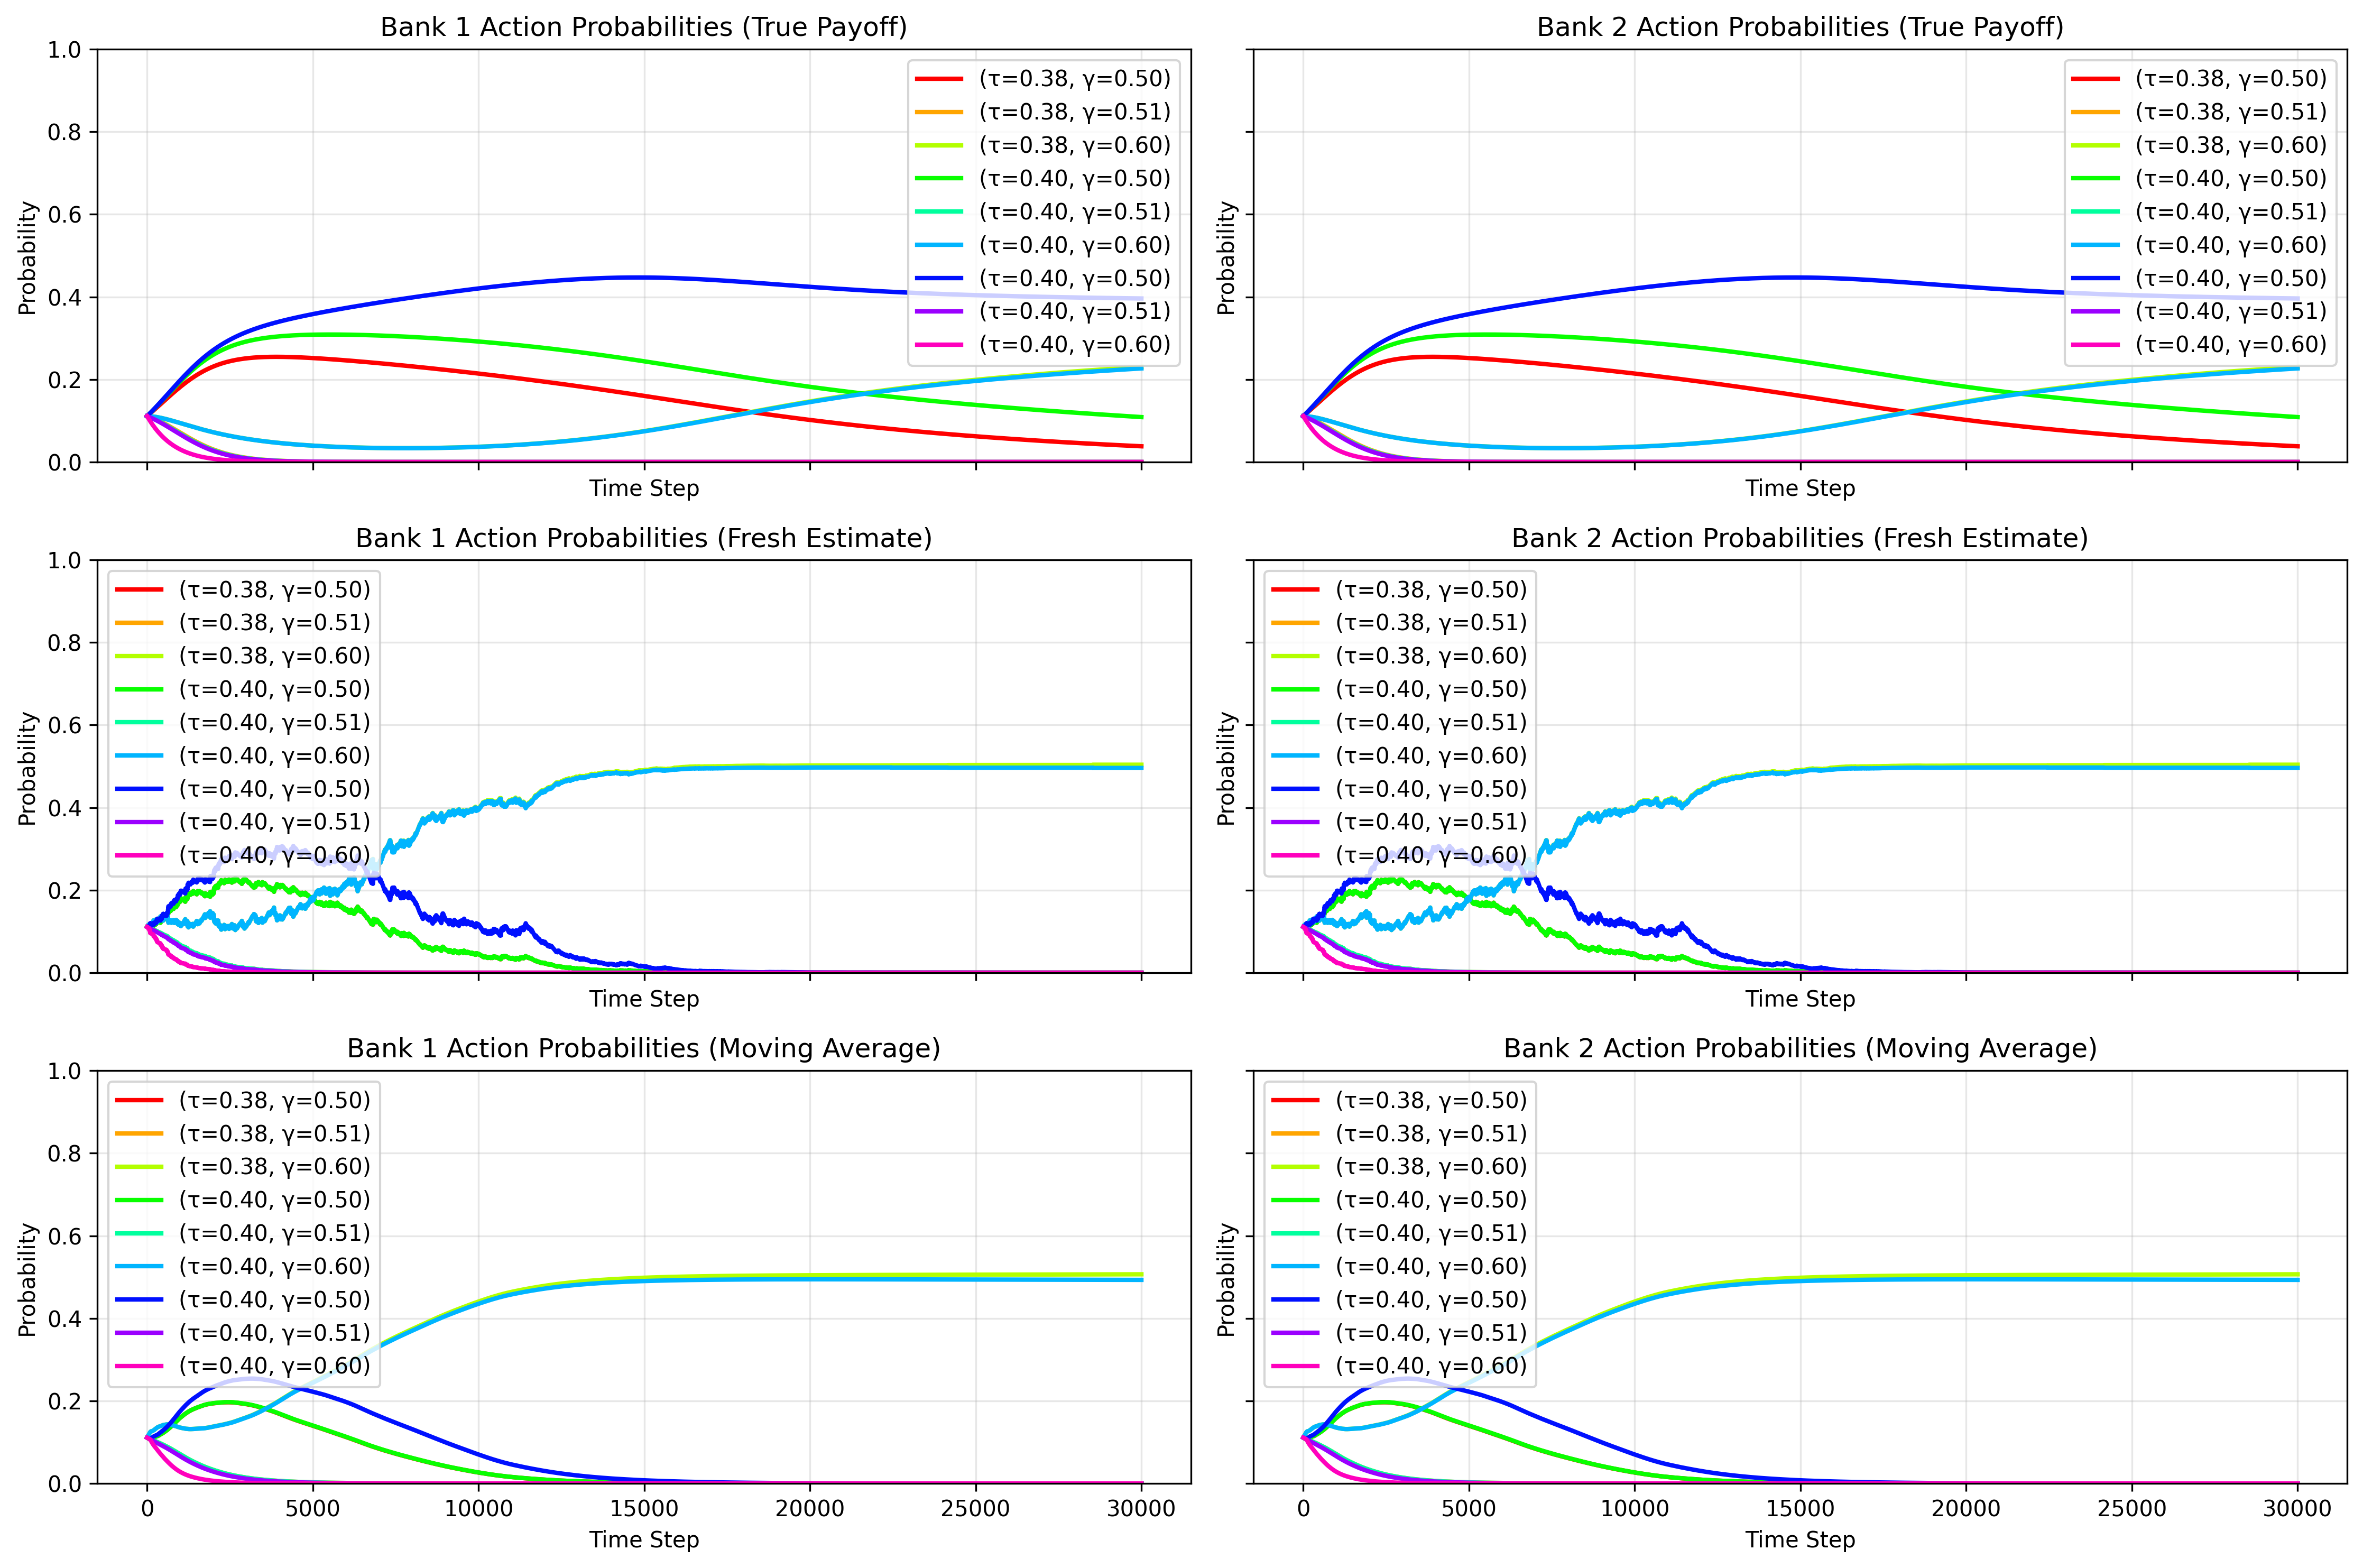 Bank 1 Action Probabilities (True Payoff)
1.0
0.8
0.6
0.4
0.2
0.0
Probability
(τ=0.38, γ=0.50)
(τ=0.38, γ=0.51)
(τ=0.38, γ=0.60)
(τ=0.40, γ=0.50)
(τ=0.40, γ=0.51)
(τ=0.40, γ=0.60)
(τ=0.40, γ=0.50)
(τ=0.40, γ=0.51)
(τ=0.40, γ=0.60)
Time Step
Bank 2 Action Probabilities (True Payoff)
Probability
(τ=0.38, γ=0.50)
(τ=0.38, γ=0.51)
(τ=0.38, γ=0.60)
(τ=0.40, γ=0.50)
(τ=0.40, γ=0.51)
(τ=0.40, γ=0.60)
(τ=0.40, γ=0.50)
(τ=0.40, γ=0.51)
(τ=0.40, γ=0.60)
Time Step
Bank 1 Action Probabilities (Fresh Estimate)
1.0
0.8
0.6
0.4
0.2
0.0
Probability
(τ=0.38, γ=0.50)
(τ=0.38, γ=0.51)
(τ=0.38, γ=0.60)
(τ=0.40, γ=0.50)
(τ=0.40, γ=0.51)
(τ=0.40, γ=0.60)
(τ=0.40, γ=0.50)
(τ=0.40, γ=0.51)
(τ=0.40, γ=0.60)
Time Step
Bank 2 Action Probabilities (Fresh Estimate)
Probability
(τ=0.38, γ=0.50)
(τ=0.38, γ=0.51)
(τ=0.38, γ=0.60)
(τ=0.40, γ=0.50)
(τ=0.40, γ=0.51)
(τ=0.40, γ=0.60)
(τ=0.40, γ=0.50)
(τ=0.40, γ=0.51)
(τ=0.40, γ=0.60)
Time Step
Bank 1 Action Probabilities (Moving Average)
1.0
0.8
0.6
0.4
0.2
0.0
Probability
(τ=0.38, γ=0.50)
(τ=0.38, γ=0.51)
(τ=0.38, γ=0.60)
(τ=0.40, γ=0.50)
(τ=0.40, γ=0.51)
(τ=0.40, γ=0.60)
(τ=0.40, γ=0.50)
(τ=0.40, γ=0.51)
(τ=0.40, γ=0.60)
0 5000 10000 15000 20000 25000 30000
Time Step
Bank 2 Action Probabilities (Moving Average)
Probability
(τ=0.38, γ=0.50)
(τ=0.38, γ=0.51)
(τ=0.38, γ=0.60)
(τ=0.40, γ=0.50)
(τ=0.40, γ=0.51)
(τ=0.40, γ=0.60)
(τ=0.40, γ=0.50)
(τ=0.40, γ=0.51)
(τ=0.40, γ=0.60)
0 5000 10000 15000 20000 25000 30000
Time Step